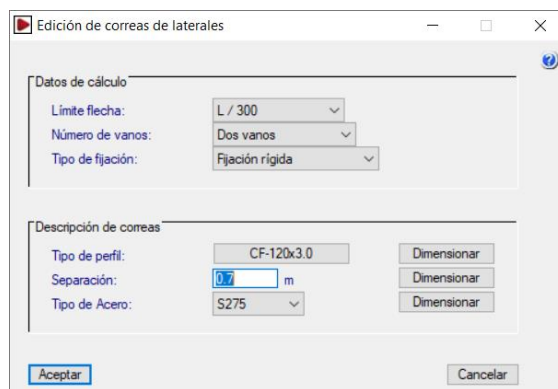 Edición de correas de laterales
Datos de cálculo
Límite flecha: L / 300
Número de vanos: Dos vanos
Tipo de fijación: Fijación rígida
Descripción de correas
Tipo de perfil: CF-120x3.0 Dimensionar
Separación: 0.7 m Dimensionar
Tipo de Acero: S275 Dimensionar
Aceptar Cancelar